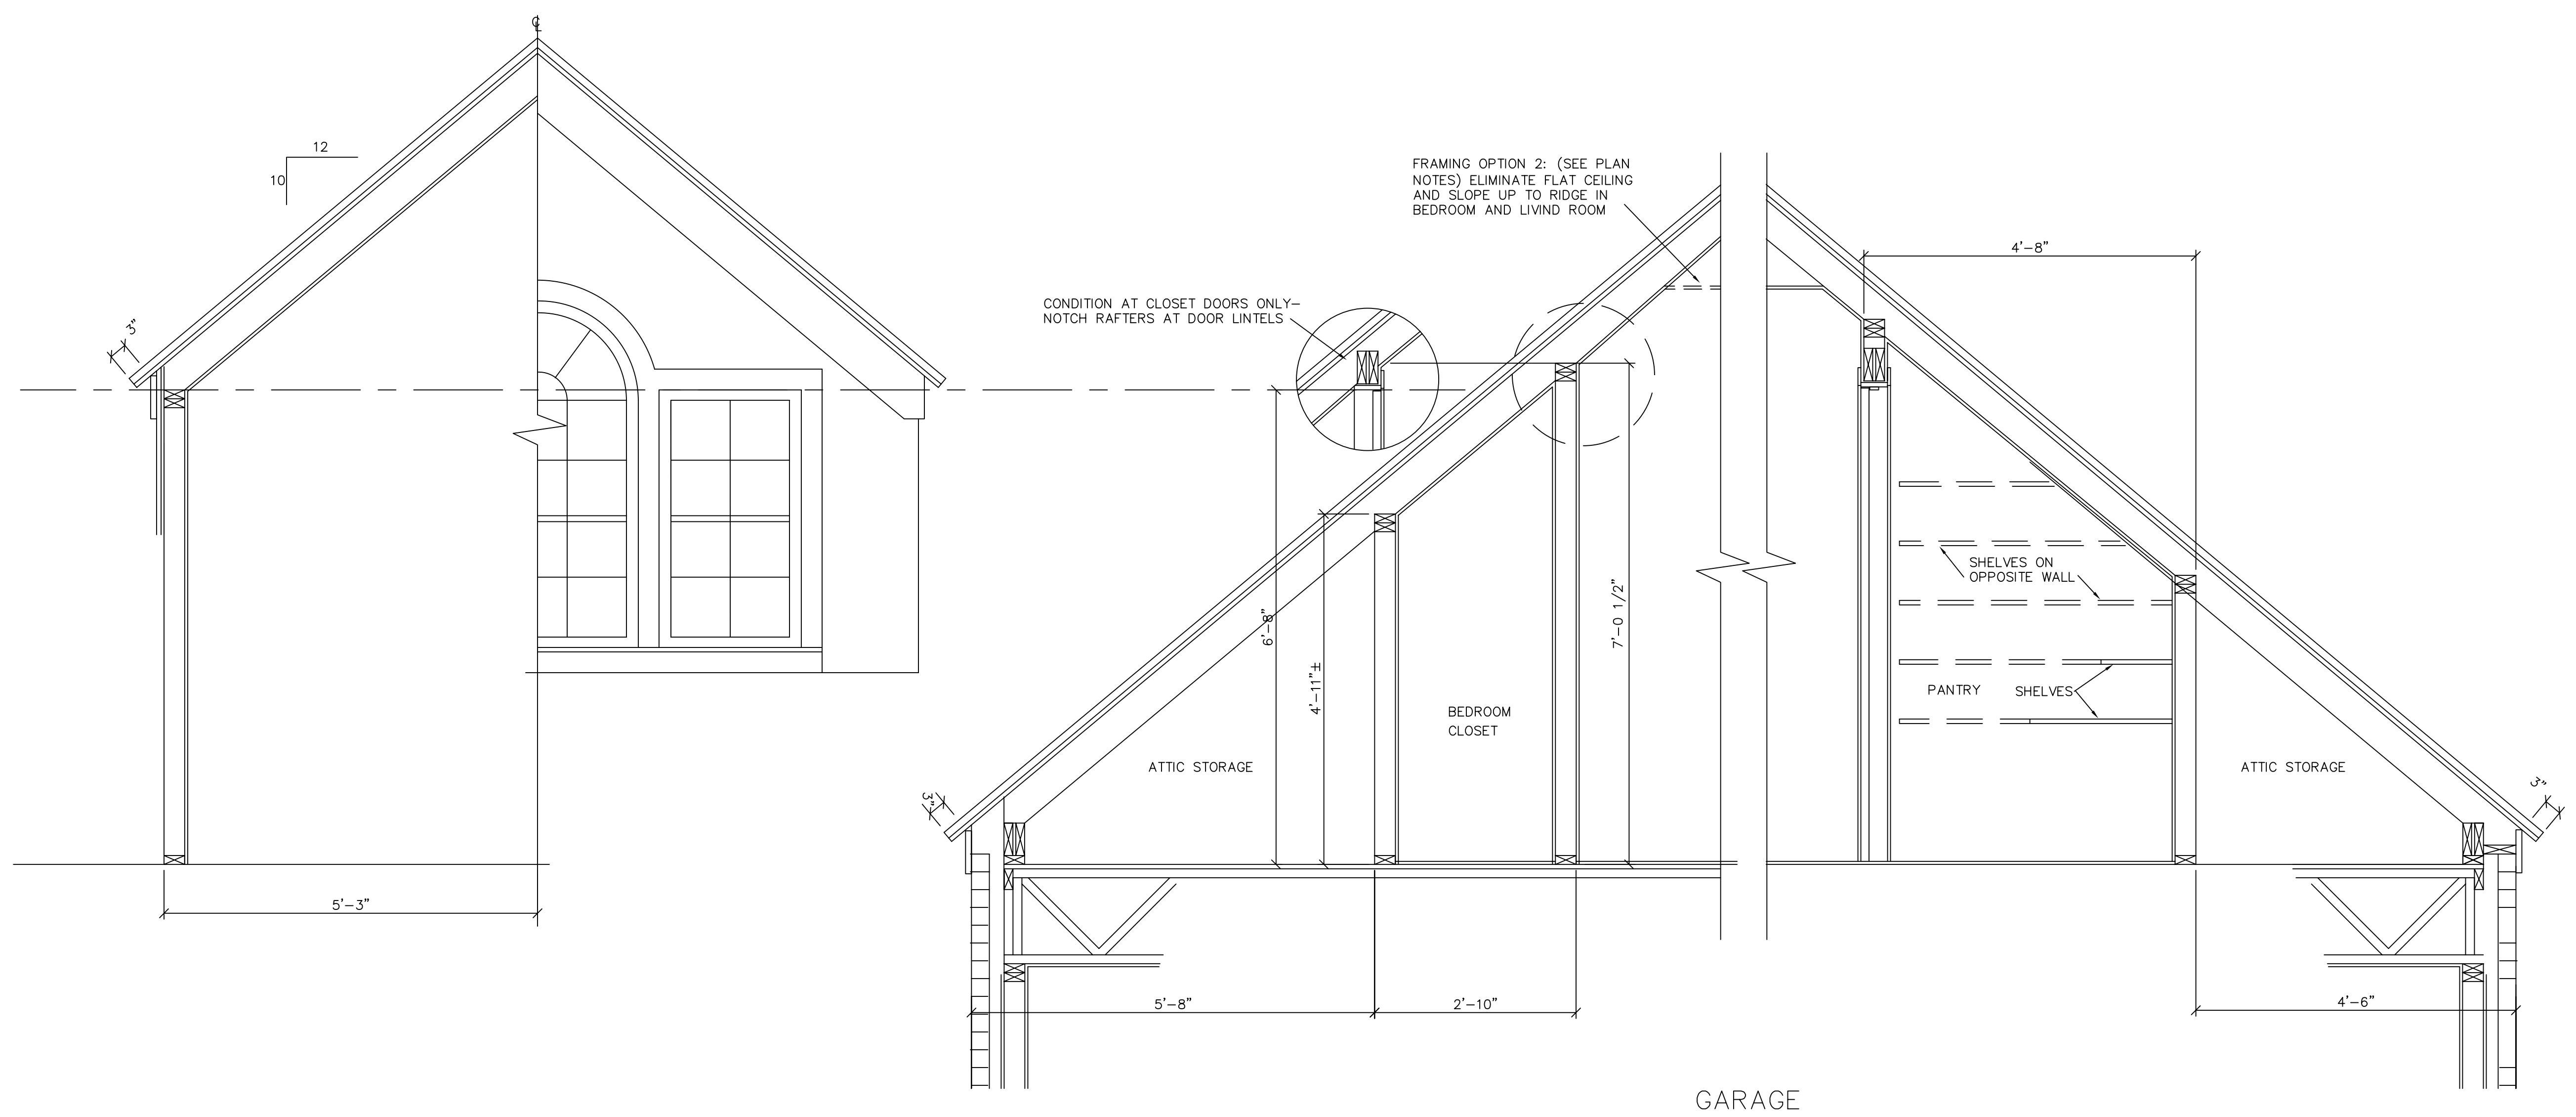 ℄
12
10
3"
5'-3"
FRAMING OPTION 2: (SEE PLAN
NOTES) ELIMINATE FLAT CEILING
AND SLOPE UP TO RIDGE IN
BEDROOM AND LIVIND ROOM
CONDITION AT CLOSET DOORS ONLY-
NOTCH RAFTERS AT DOOR LINTELS
4'-8"
6'-8"
4'-11"±
7'-0 1/2"
SHELVES ON
OPPOSITE WALL
PANTRY
SHELVES
BEDROOM
CLOSET
ATTIC STORAGE
ATTIC STORAGE
3"
3"
5'-8"
2'-10"
4'-6"
GARAGE